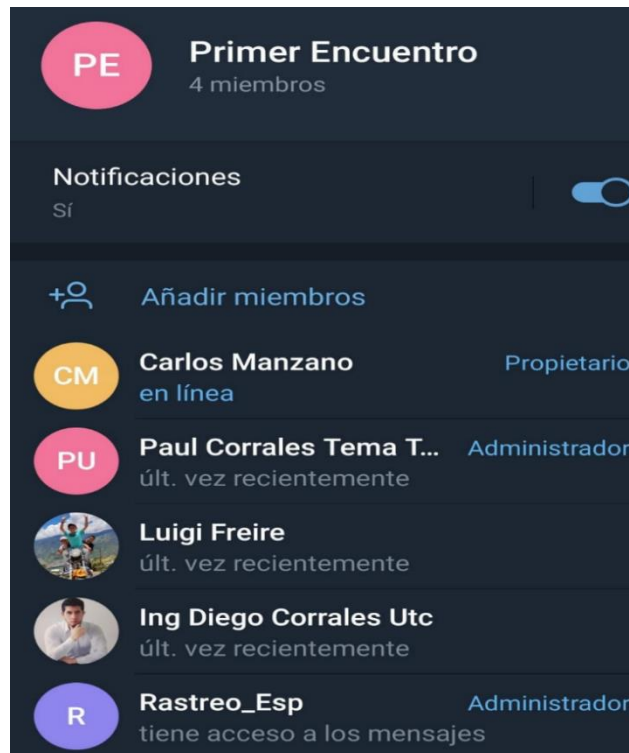 PE
Primer Encuentro
4 miembros
Notificaciones
Sí
Añadir miembros
CM
Carlos Manzano
Propietario
en línea
PU
Paul Corrales Tema T...
Administrador
últ. vez recientemente
Luigi Freire
últ. vez recientemente
Ing Diego Corrales Utc
últ. vez recientemente
R
Rastreo_Esp
Administrador
tiene acceso a los mensajes